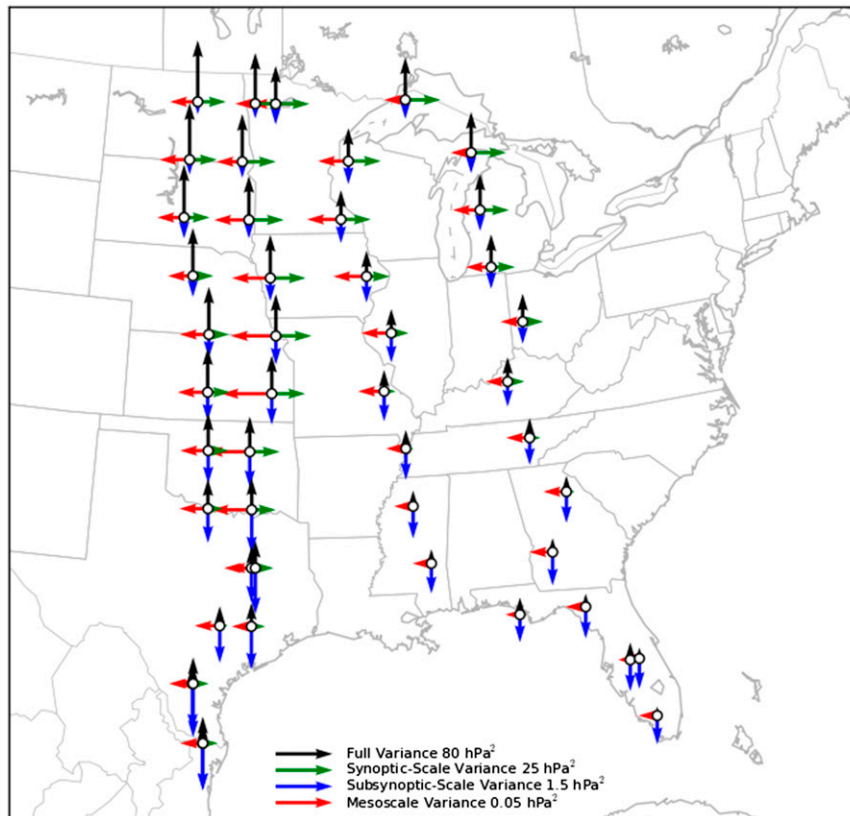 Full Variance 80 hPa²
Synoptic-Scale Variance 25 hPa²
Subsynoptic-Scale Variance 1.5 hPa²
Mesoscale Variance 0.05 hPa²